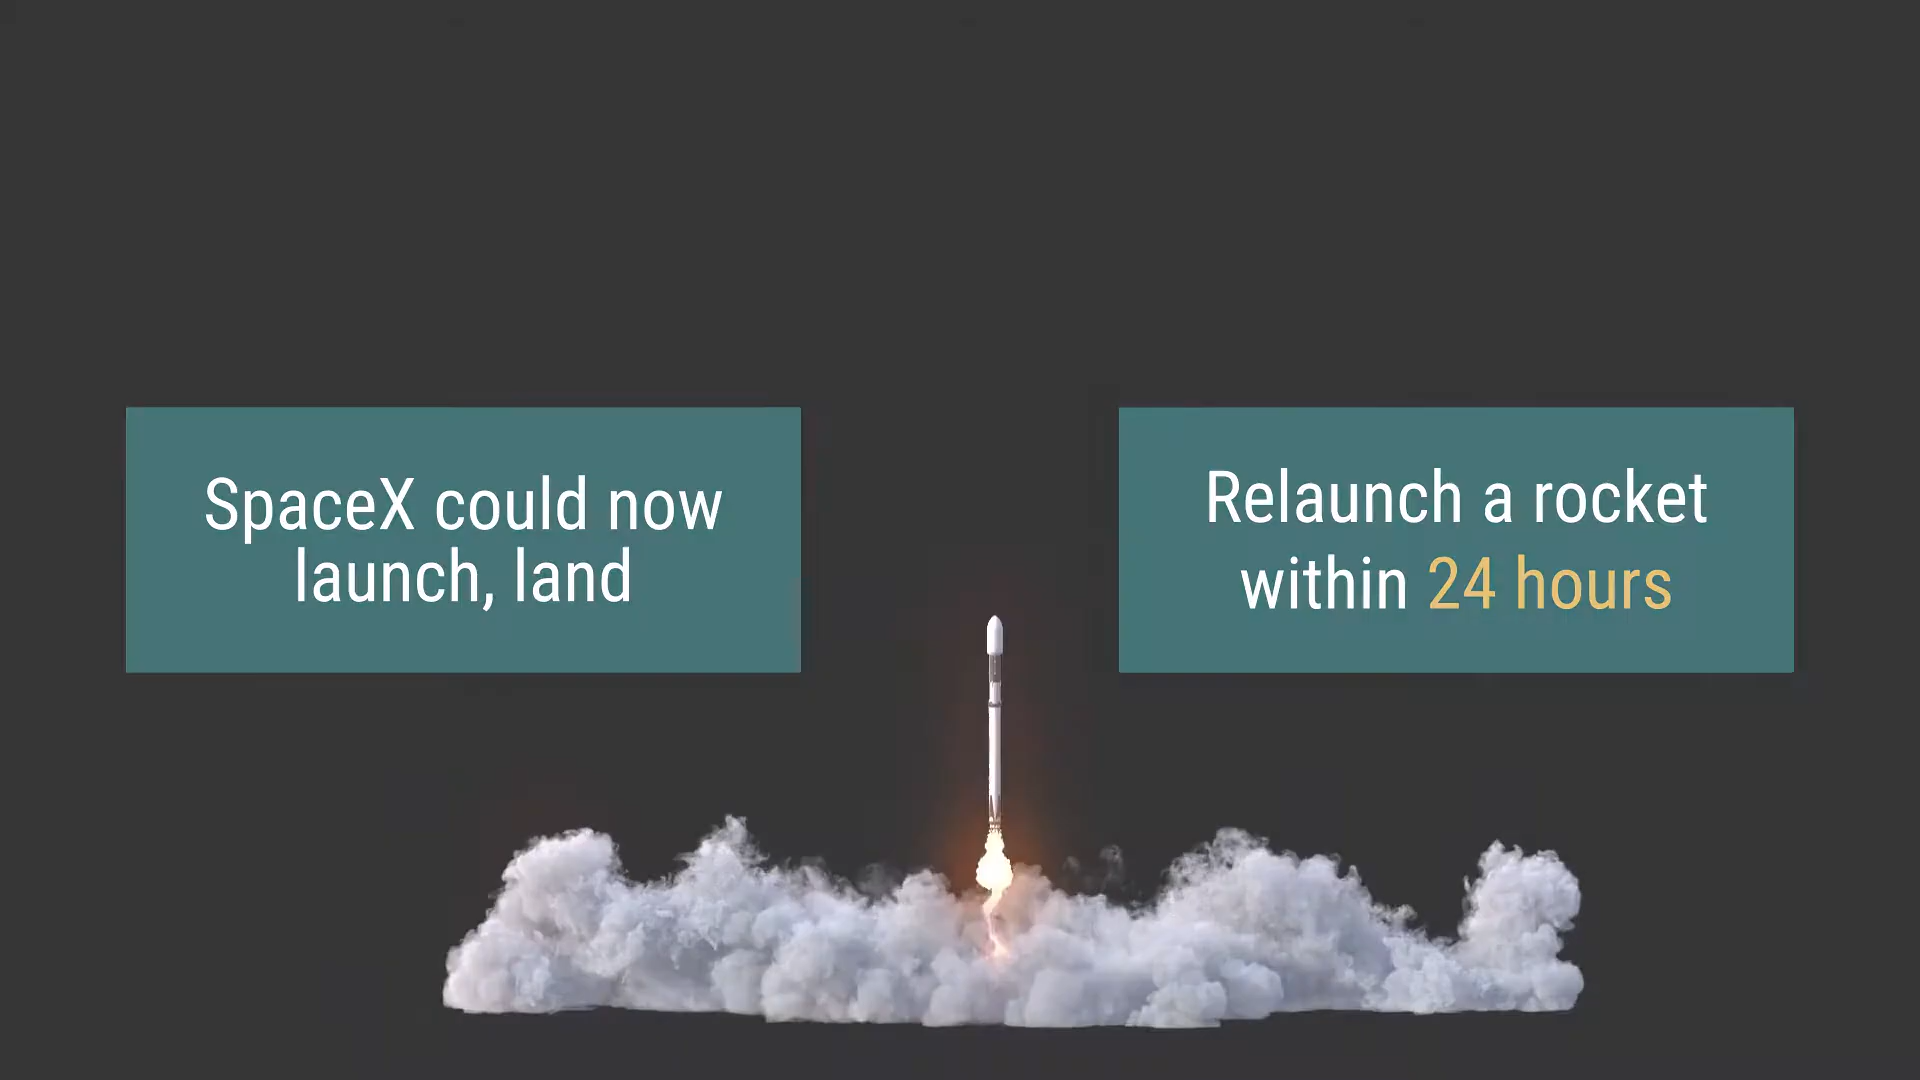 SpaceX could now
launch, land
Relaunch a rocket
within 24 hours